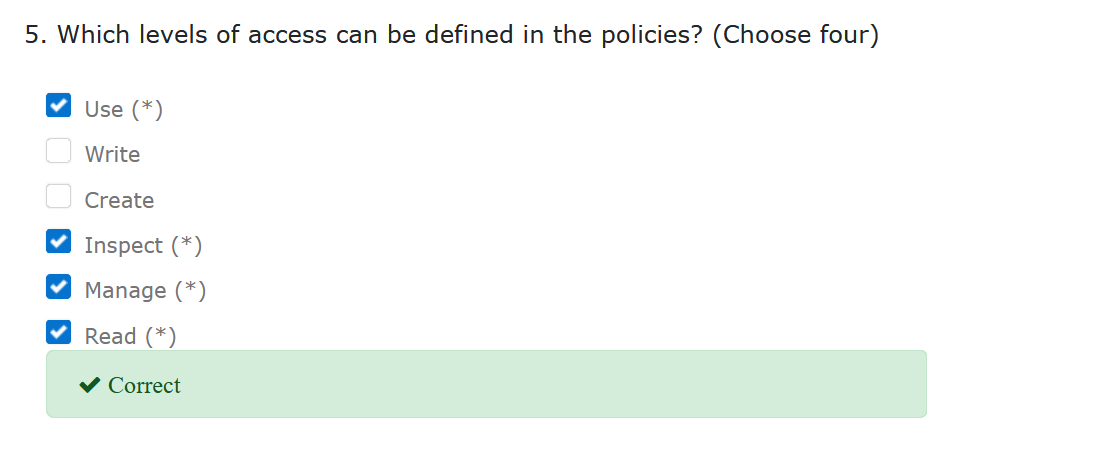 5. Which levels of access can be defined in the policies? (Choose four)
Use (*)
Write
Create
Inspect (*)
Manage (*)
Read (*)
Correct